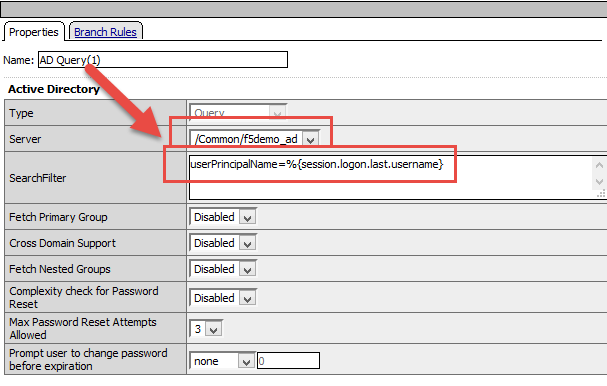 Properties Branch Rules
Name: AD Query(1)
Active Directory
Type Query
Server /Common/f5demo_ad
SearchFilter userPrincipalName=%{session.logon.last.username}
Fetch Primary Group Disabled
Cross Domain Support Disabled
Fetch Nested Groups Disabled
Complexity check for Password
Reset Disabled
Max Password Reset Attempts
Allowed 3
Prompt user to change password
before expiration none 0